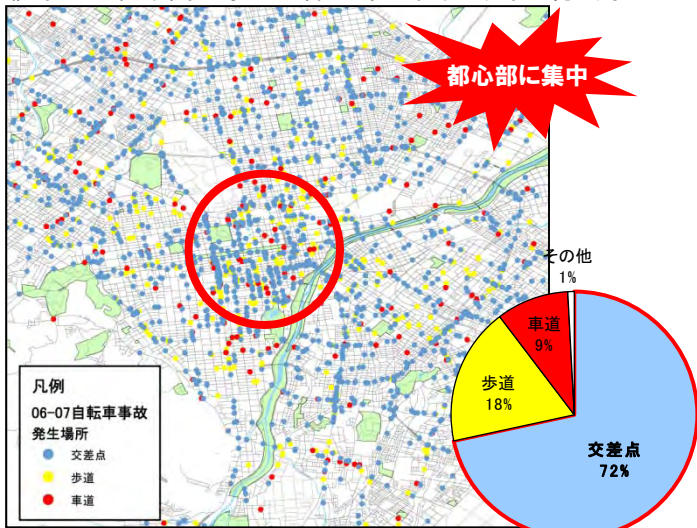 都心部に集中
その他
1%
車道
9%
歩道
18%
交差点
72%
凡例
06-07自転車事故
発生場所
交差点
歩道
車道